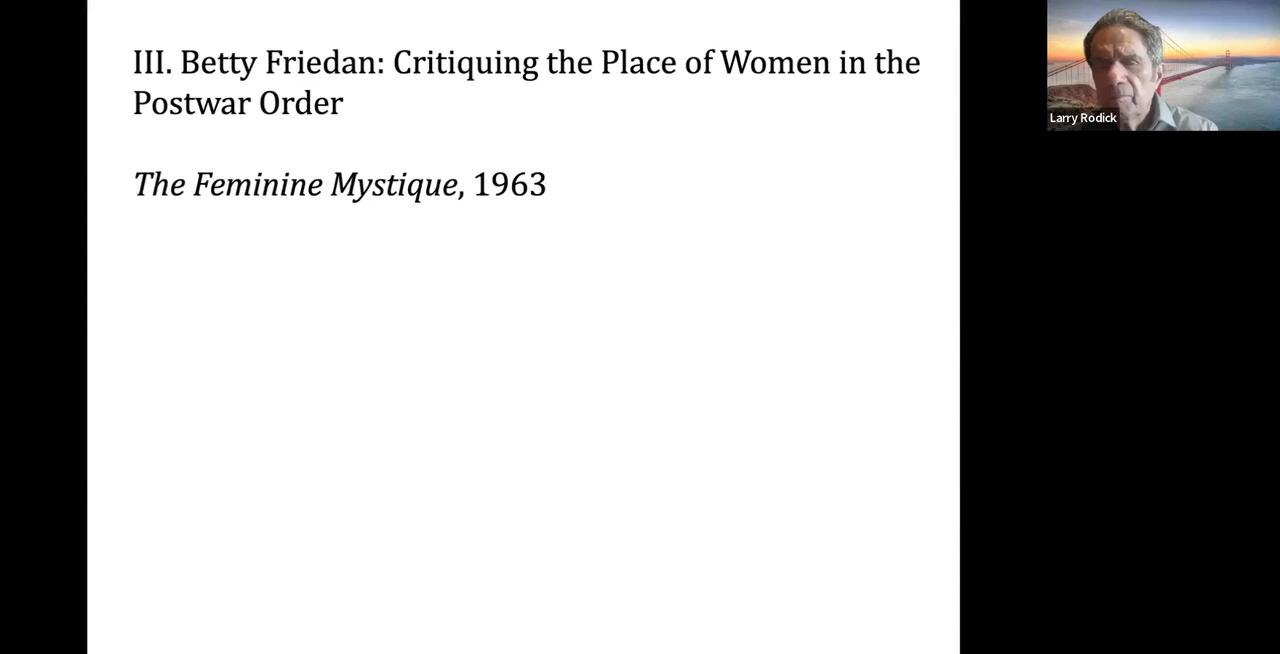 III. Betty Friedan: Critiquing the Place of Women in the
Postwar Order
The Feminine Mystique, 1963
Larry Rodick